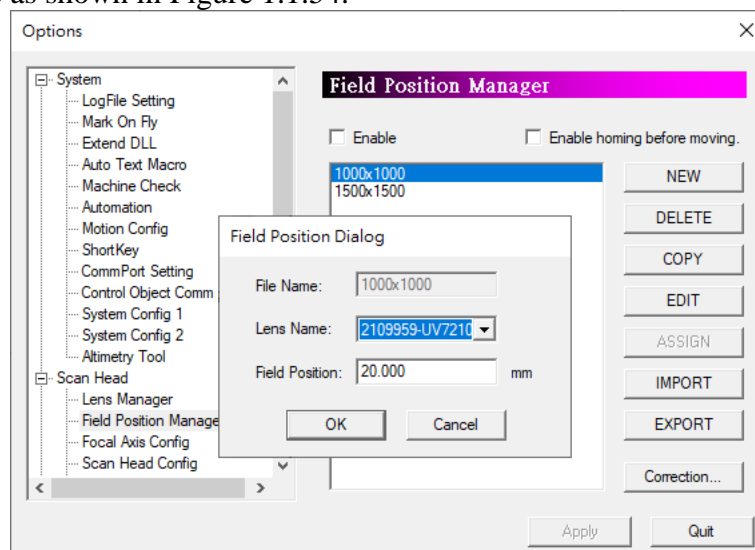 as shown in Figure 1.1.34.
Options
System
LogFile Setting
Mark On Fly
Extend DLL
Auto Text Macro
Machine Check
Automation
Motion Config
ShortKey
CommPort Setting
Control Object Comm
System Config 1
System Config 2
Altimetry Tool
Scan Head
Lens Manager
Field Position Manage
Focal Axis Config
Scan Head Config
Field Position Manager
Enable
Enable homing before moving.
1000x1000
1500x1500
NEW
DELETE
COPY
EDIT
ASSIGN
IMPORT
EXPORT
Correction...
Field Position Dialog
File Name: 1000x1000
Lens Name: 2109959-UV7210
Field Position: 20.000 mm
OK Cancel
Apply Quit